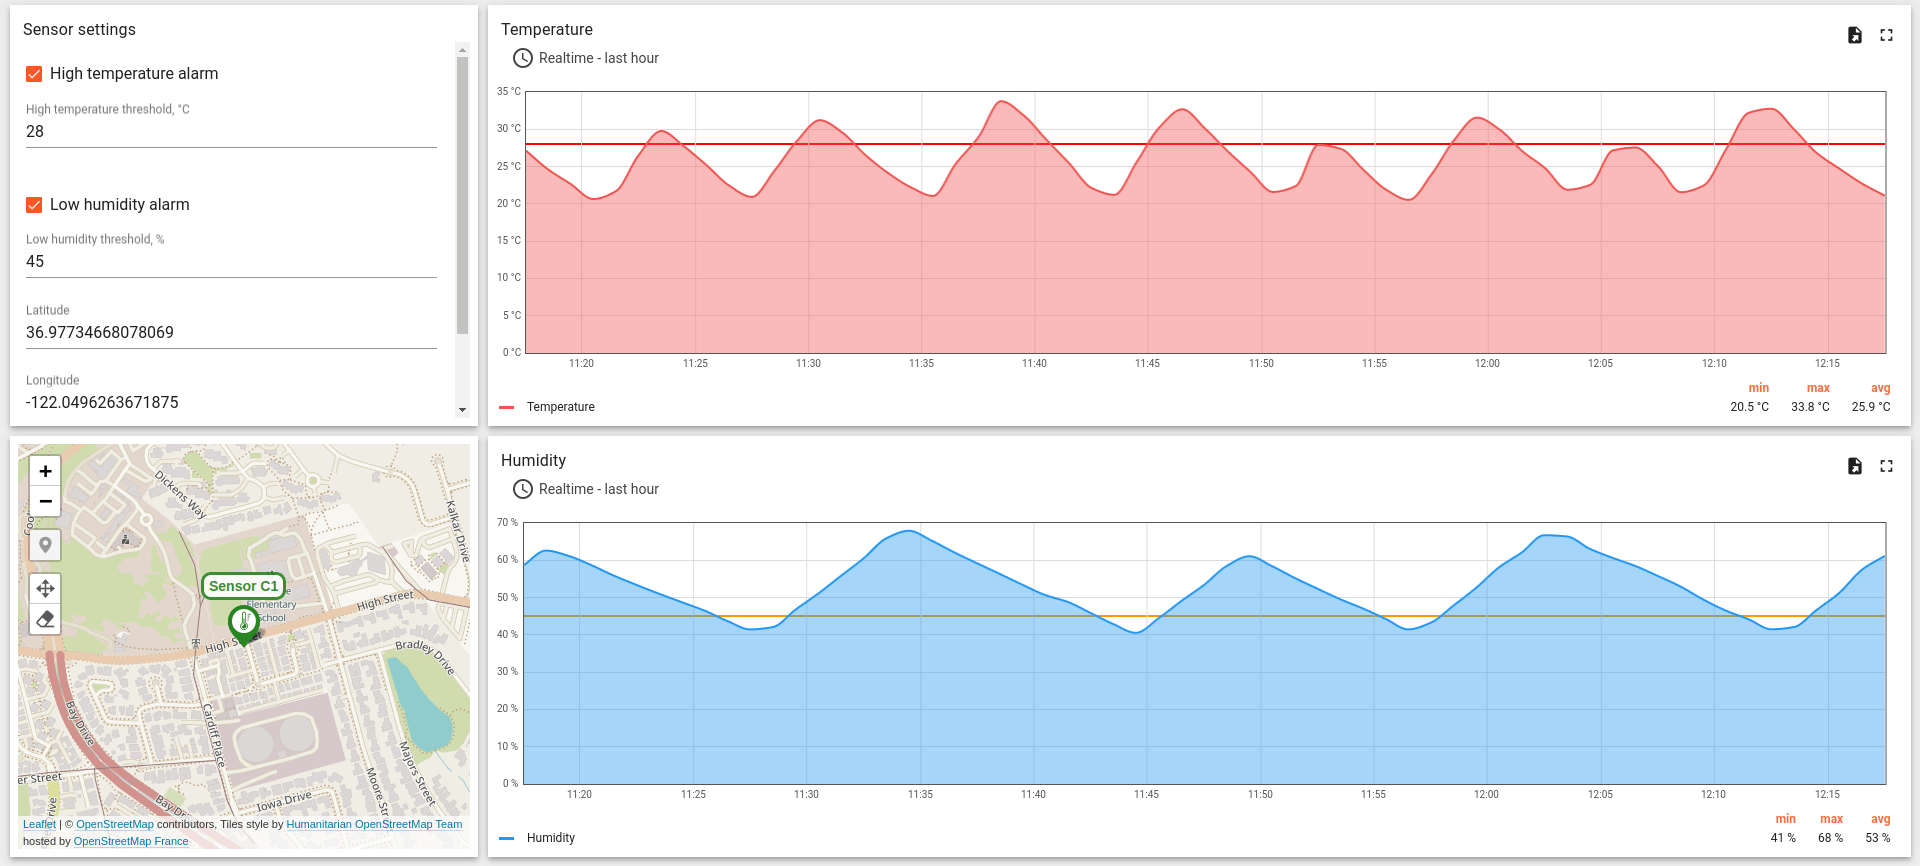 Sensor settings
High temperature alarm
High temperature threshold, °C
28
Low humidity alarm
Low humidity threshold, %
45
Latitude
36.97734668078069
Longitude
-122.0496263671875
Temperature
Realtime - last hour
35 °C
30 °C
25 °C
20 °C
15 °C
10 °C
5 °C
0 °C
11:20 11:25 11:30 11:35 11:40 11:45 11:50 11:55 12:00 12:05 12:10 12:15
min max avg
Temperature 20.5 °C 33.8 °C 25.9 °C
+
−
Dickens Way
Kalkar Drive
Sensor C1
Elementary
School
High Street
High
Bradley Drive
Bay Drive
Cardiff Place
Majors Street
Moore Str
er Street
Iowa Drive
Bay Dr
rive
Leaflet | © OpenStreetMap contributors, Tiles style by Humanitarian OpenStreetMap Team
hosted by OpenStreetMap France
Humidity
Realtime - last hour
70 %
60 %
50 %
40 %
30 %
20 %
10 %
0 %
11:20 11:25 11:30 11:35 11:40 11:45 11:50 11:55 12:00 12:05 12:10 12:15
min max avg
Humidity 41 % 68 % 53 %